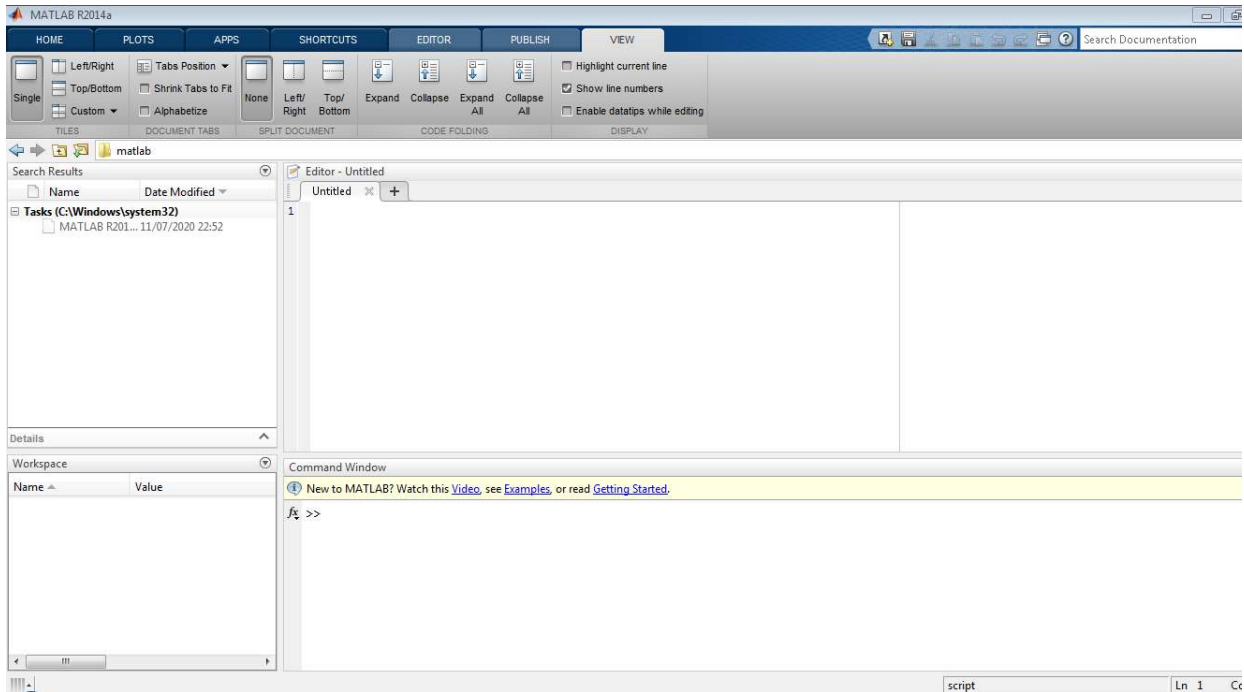 MATLAB R2014a
HOME PLOTS APPS SHORTCUTS EDITOR PUBLISH VIEW Search Documentation
Single
Left/Right
Top/Bottom
Custom
TILES
Tabs Position
Shrink Tabs to Fit
Alphabetize
DOCUMENT TABS
None
Left/
Right
Top/
Bottom
SPLIT DOCUMENT
Expand
Collapse
Expand
All
Collapse
All
CODE FOLDING
Highlight current line
Show line numbers
Enable datatips while editing
DISPLAY
matlab
Search Results
Name Date Modified
Tasks (C:\Windows\system32)
MATLAB R201... 11/07/2020 22:52
Details
Workspace
Name Value
Editor - Untitled
Untitled +
1
Command Window
New to MATLAB? Watch this Video, see Examples, or read Getting Started.
fx >>
script Ln 1